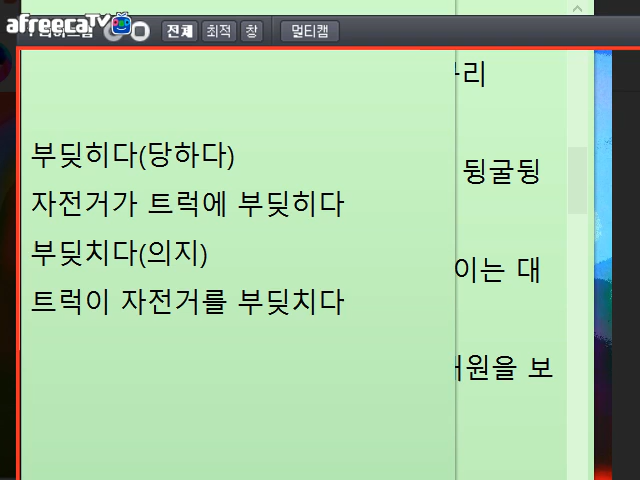 afreecaTV
전체 최적 창 멀티캠
부딪히다(당하다)
자전거가 트럭에 부딪히다
부딪치다(의지)
트럭이 자전거를 부딪치다
리
뒹굴뒹
이는 대
원을 보